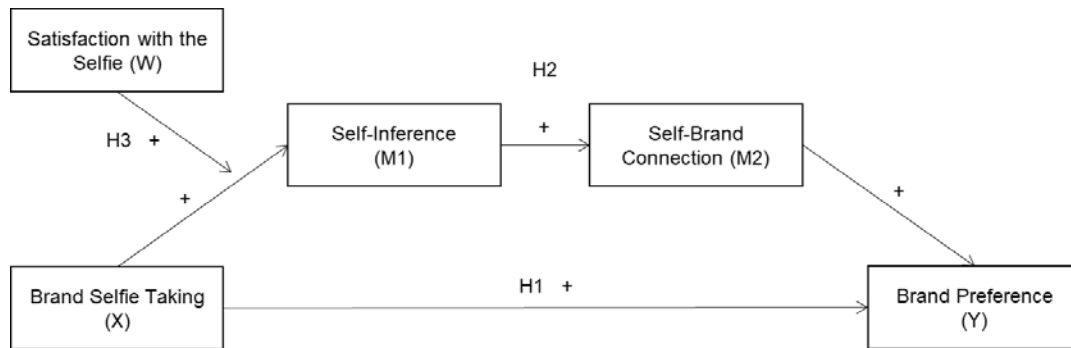 Satisfaction with the
Selfie (W)
H2
H3 +
Self-Inference
(M1)
+
Self-Brand
Connection (M2)
+
+
Brand Selfie Taking
(X)
H1 +
Brand Preference
(Y)